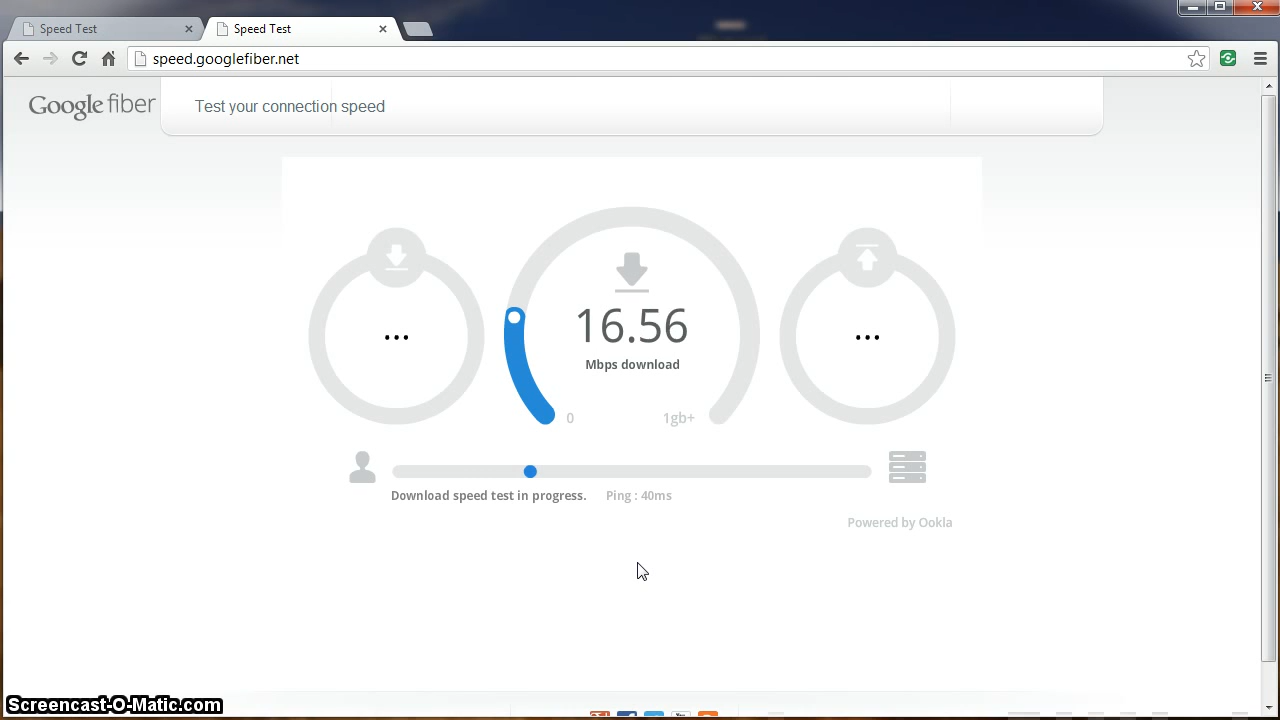 Speed Test
Speed Test
speed.googlefiber.net
Google fiber
Test your connection speed
...
16.56
Mbps download
0
1gb+
...
Download speed test in progress.
Ping : 40ms
Powered by Ookla
Screencast-O-Matic.com